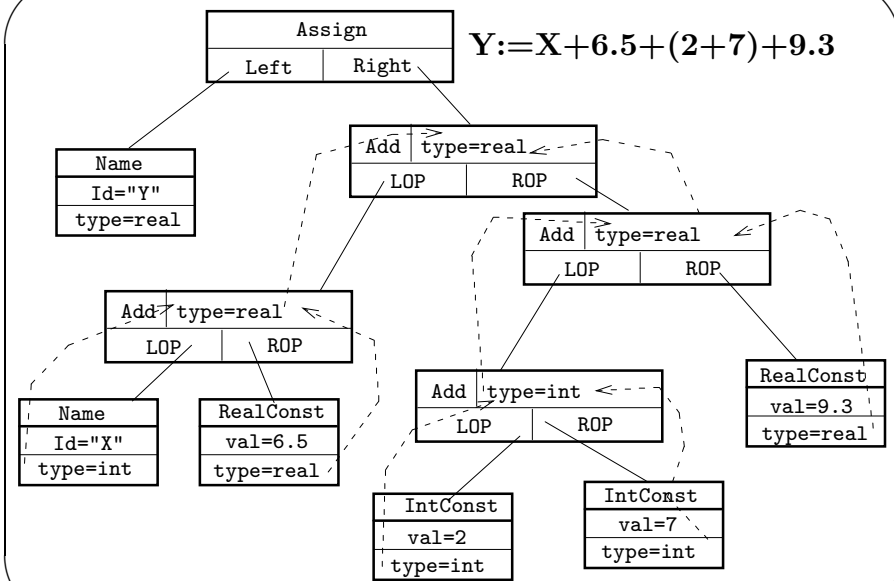 Assign
Y:=X+6.5+(2+7)+9.3
Left Right
Add type=real
LOP ROP
Name
Id="Y"
type=real
Add type=real
LOP ROP
Add type=real
LOP ROP
Add type=int
LOP ROP
RealConst
val=9.3
type=real
Name
Id="X"
type=int
RealConst
val=6.5
type=real
IntConst
val=2
type=int
IntConst
val=7
type=int